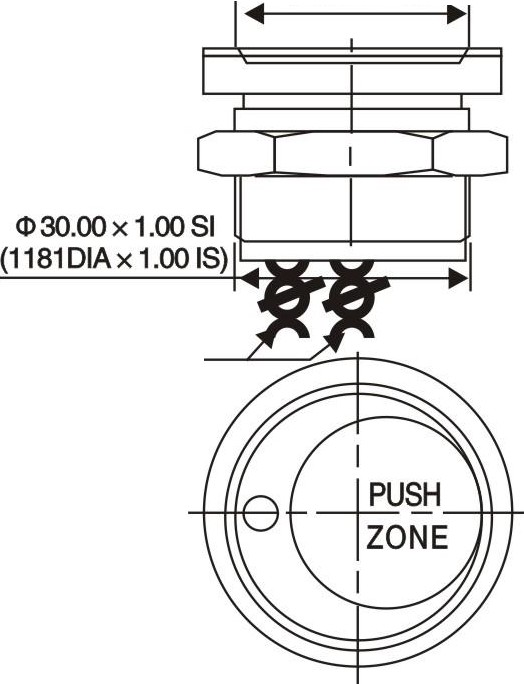 Φ30.00 × 1.00 SI
(1181DIA × 1.00 IS)
PUSH
ZONE